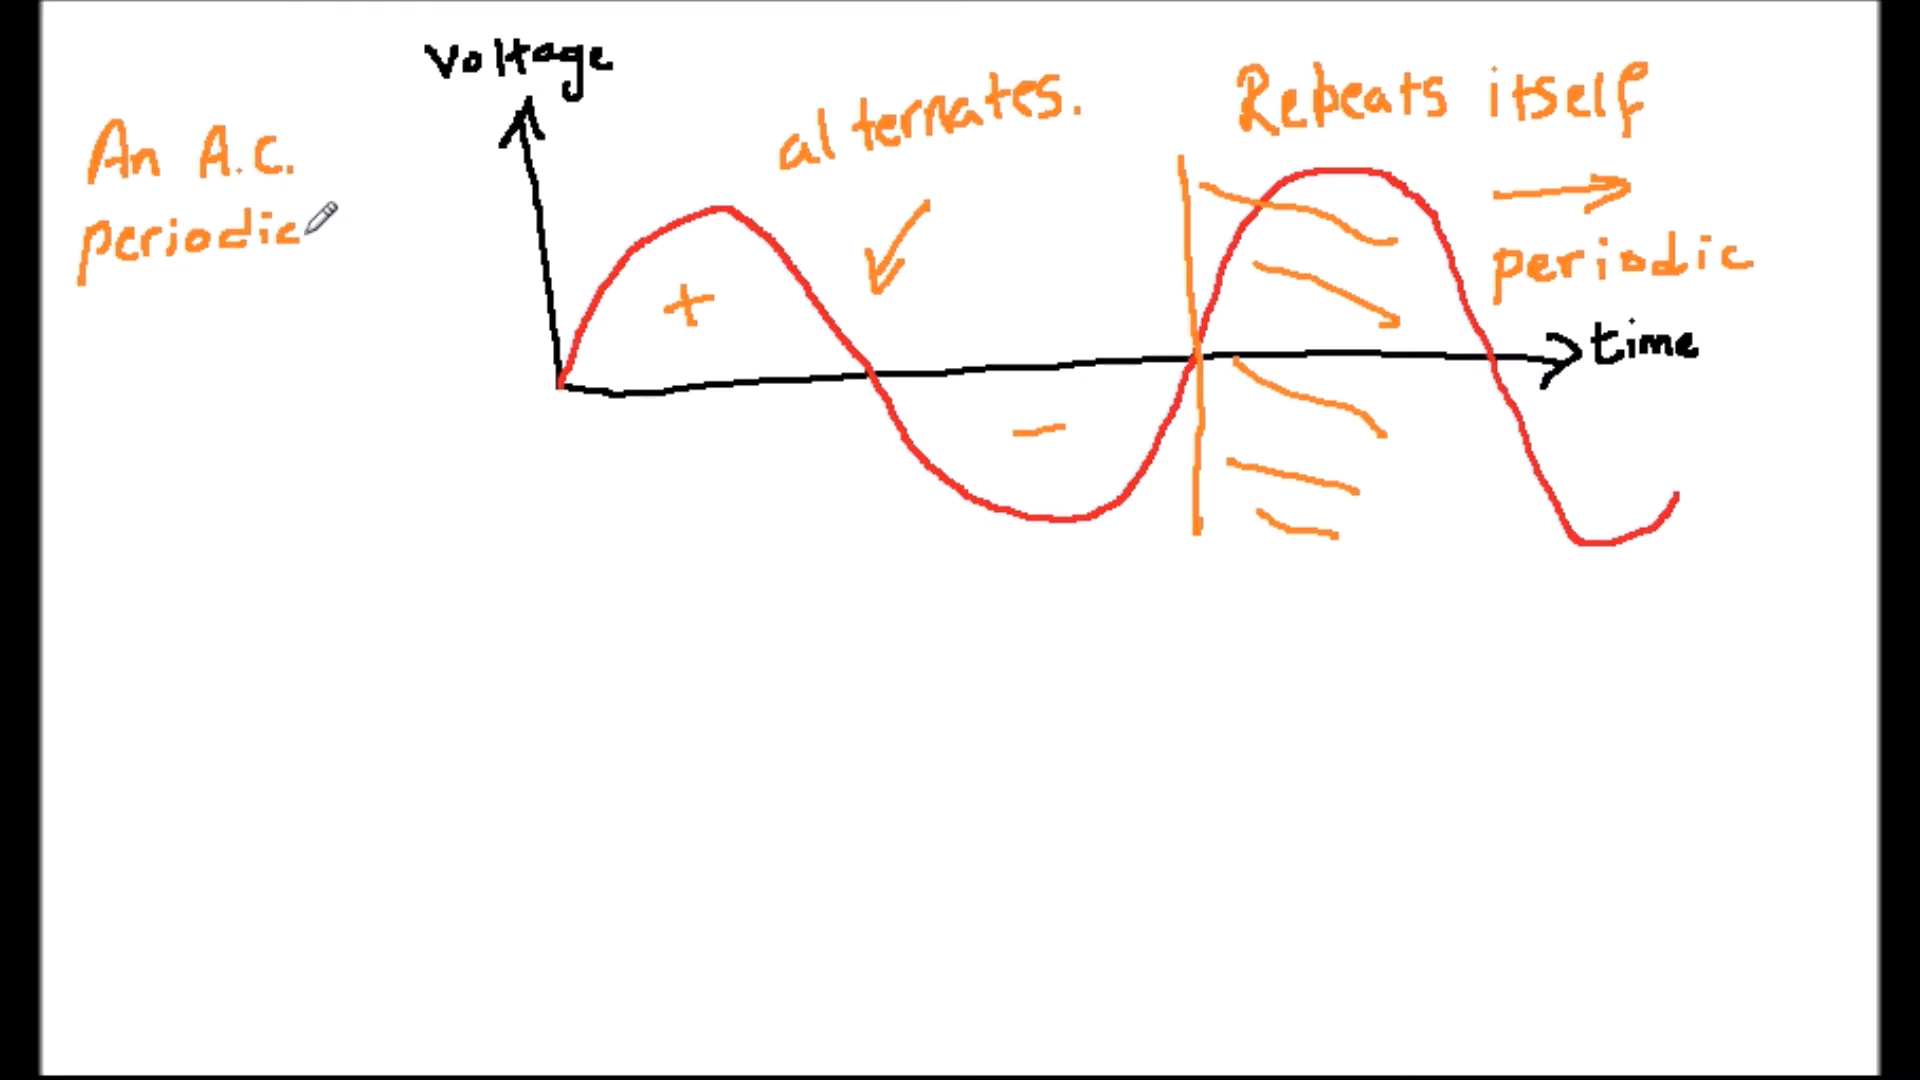 voltage
alternates.
Repeats itself
An A.C.
periodic
+
periodic
time
-